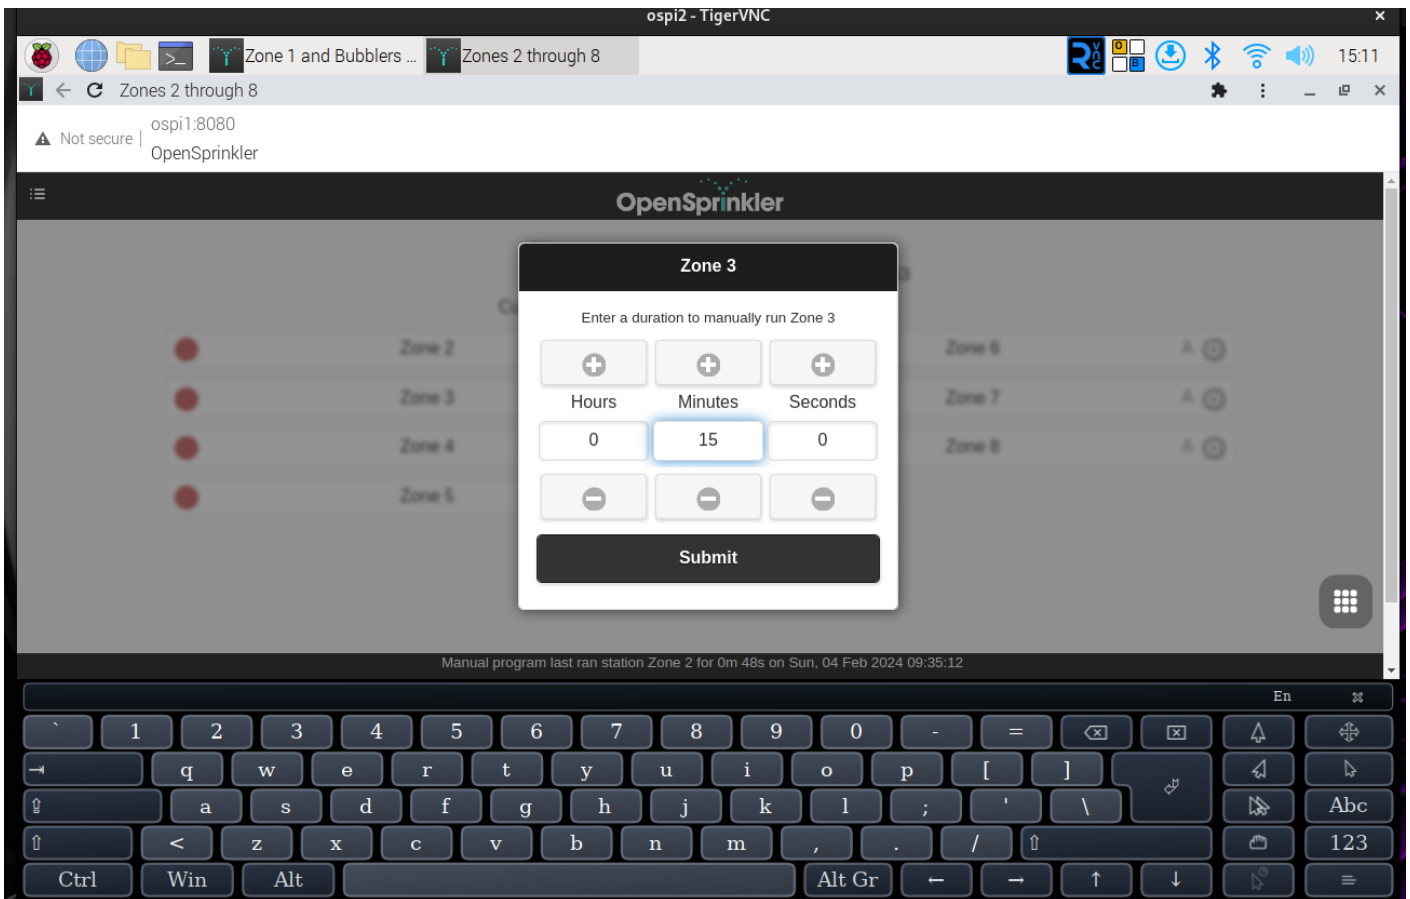 ospi2 - TigerVNC ×
Zone 1 and Bubblers ... Zones 2 through 8 15:11
Zones 2 through 8
Not secure ospi1:8080
OpenSprinkler
OpenSprinkler
Zone 3
Enter a duration to manually run Zone 3
Hours Minutes Seconds
0 15 0
Submit
Zone 2
Zone 3
Zone 4
Zone 5
Zone 6 A
Zone 7 A
Zone 8 A
Manual program last ran station Zone 2 for 0m 48s on Sun, 04 Feb 2024 09:35:12
En
` 1 2 3 4 5 6 7 8 9 0 - =
q w e r t y u i o p [ ]
a s d f g h j k l ; ' \ Abc
< z x c v b n m , . / 123
Ctrl Win Alt Alt Gr ← → ↑ ↓